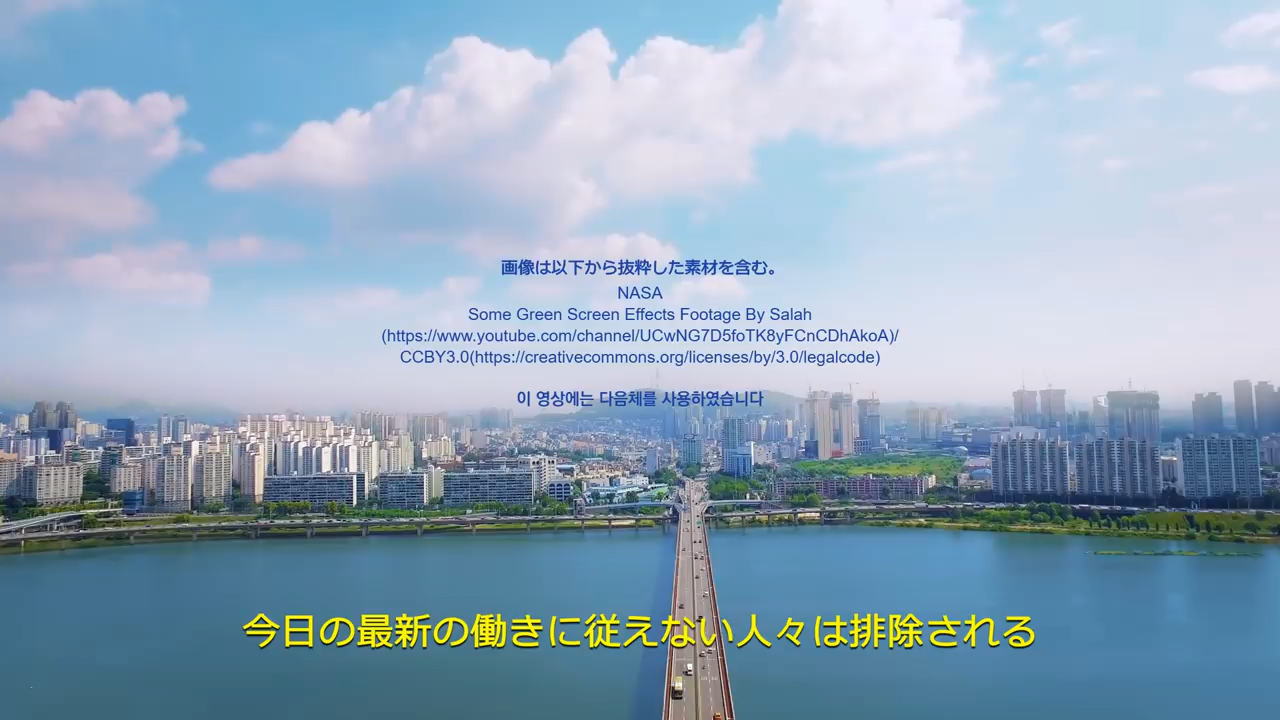 画像は以下から抜粋した素材を含む。
NASA
Some Green Screen Effects Footage By Salah
(https://www.youtube.com/channel/UCwNG7D5foTK8yFCnCDhAkoA)/
CCBY3.0(https://creativecommons.org/licenses/by/3.0/legalcode)
이 영상에는 다음체를 사용하였습니다
今日の最新の働きに従えない人々は排除される